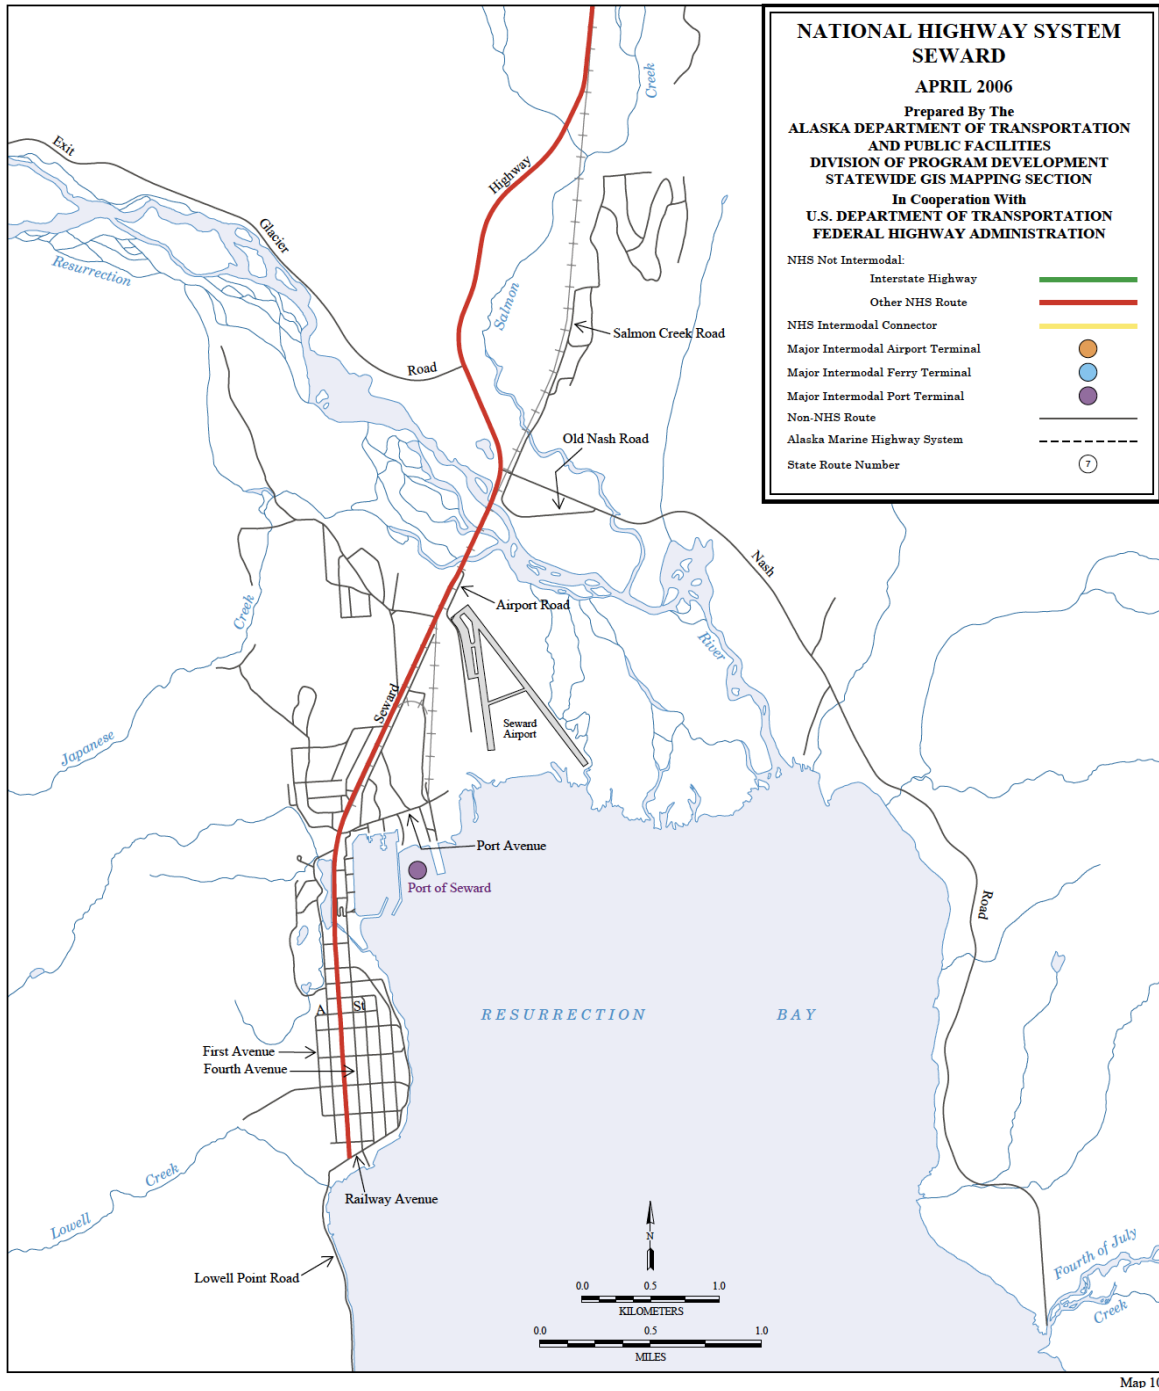 NATIONAL HIGHWAY SYSTEM
SEWARD
APRIL 2006
Prepared By The
ALASKA DEPARTMENT OF TRANSPORTATION
AND PUBLIC FACILITIES
DIVISION OF PROGRAM DEVELOPMENT
STATEWIDE GIS MAPPING SECTION
In Cooperation With
U.S. DEPARTMENT OF TRANSPORTATION
FEDERAL HIGHWAY ADMINISTRATION
NHS Not Intermodal:
Interstate Highway
Other NHS Route
NHS Intermodal Connector
Major Intermodal Airport Terminal
Major Intermodal Ferry Terminal
Major Intermodal Port Terminal
Non-NHS Route
Alaska Marine Highway System
State Route Number
7
Creek
Exit
Highway
Glacier
Resurrection
Salmon
Salmon Creek Road
Road
Old Nash Road
Nash
Airport Road
Creek
River
Seward
Seward
Airport
Japanese
Port Avenue
Port of Seward
Road
A St
RESURRECTION BAY
First Avenue
Fourth Avenue
Creek
Railway Avenue
Lowell
Lowell Point Road
N
Fourth of July
Creek
0.0 0.5 1.0
KILOMETERS
0.0 0.5 1.0
MILES